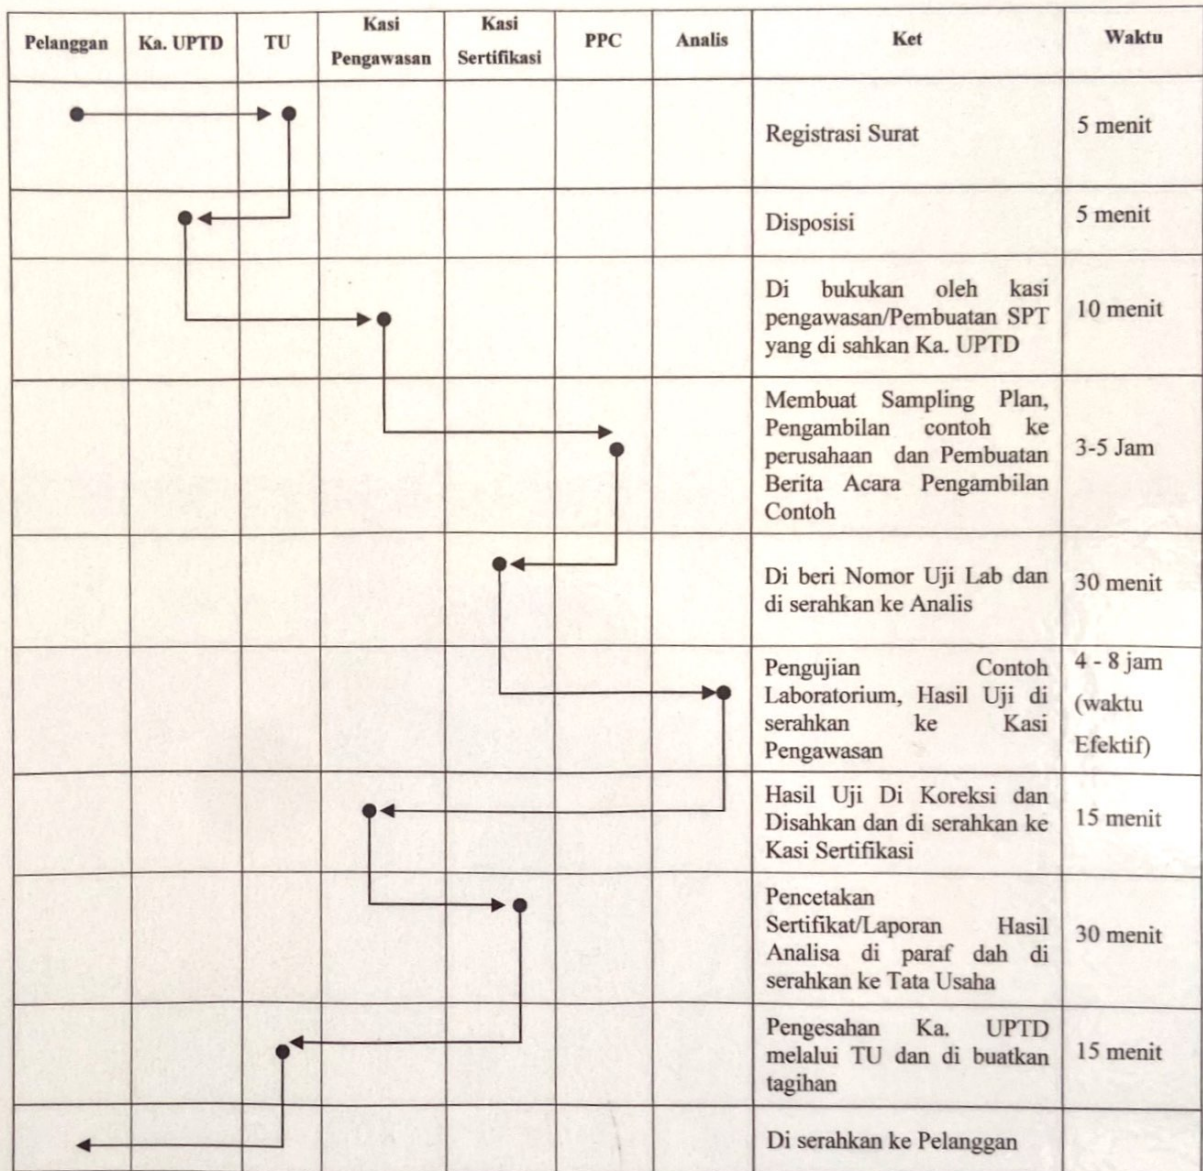 Pelanggan
Ka. UPTD
TU
Kasi
Pengawasan
Kasi
Sertifikasi
PPC
Analis
Ket
Waktu
Registrasi Surat
5 menit
Disposisi
5 menit
Di bukukan oleh kasi
pengawasan/Pembuatan SPT
yang di sahkan Ka. UPTD
10 menit
Membuat Sampling Plan,
Pengambilan contoh ke
perusahaan dan Pembuatan
Berita Acara Pengambilan
Contoh
3-5 Jam
Di beri Nomor Uji Lab dan
di serahkan ke Analis
30 menit
Pengujian Contoh
Laboratorium, Hasil Uji di
serahkan ke Kasi
Pengawasan
4 - 8 jam
(waktu
Efektif)
Hasil Uji Di Koreksi dan
Disahkan dan di serahkan ke
Kasi Sertifikasi
15 menit
Pencetakan
Sertifikat/Laporan Hasil
Analisa di paraf dah di
serahkan ke Tata Usaha
30 menit
Pengesahan Ka. UPTD
melalui TU dan di buatkan
tagihan
15 menit
Di serahkan ke Pelanggan